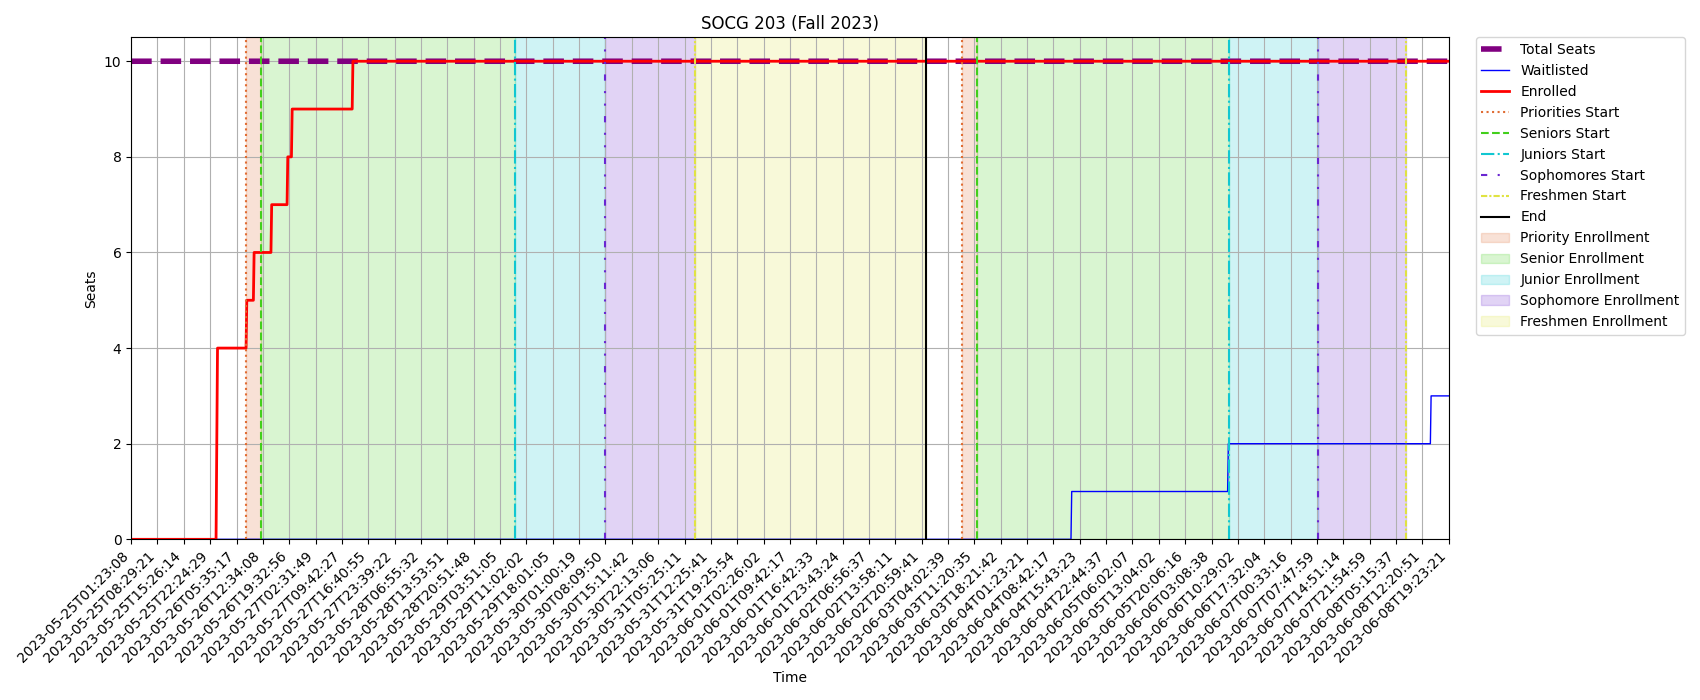 SOCG 203 (Fall 2023)
10
8
6
4
2
0
Seats
2023-05-25T01:23:08
2023-05-25T08:29:21
2023-05-25T15:26:14
2023-05-25T22:24:29
2023-05-26T05:35:17
2023-05-26T12:34:08
2023-05-26T19:32:56
2023-05-27T02:31:49
2023-05-27T09:42:27
2023-05-27T16:40:55
2023-05-27T23:39:22
2023-05-28T06:55:32
2023-05-28T13:53:51
2023-05-28T20:51:48
2023-05-29T03:51:05
2023-05-29T11:02:02
2023-05-29T18:01:05
2023-05-30T01:00:19
2023-05-30T08:09:50
2023-05-30T15:11:42
2023-05-30T22:13:06
2023-05-31T05:25:11
2023-05-31T12:25:41
2023-05-31T19:25:54
2023-06-01T02:26:02
2023-06-01T09:42:17
2023-06-01T16:42:33
2023-06-01T23:43:24
2023-06-02T06:56:37
2023-06-02T13:58:11
2023-06-02T20:59:41
2023-06-03T04:02:39
2023-06-03T11:20:35
2023-06-03T18:21:42
2023-06-04T01:23:21
2023-06-04T08:42:17
2023-06-04T15:43:23
2023-06-04T22:44:37
2023-06-05T06:02:07
2023-06-05T13:04:02
2023-06-05T20:06:16
2023-06-06T03:08:38
2023-06-06T10:29:02
2023-06-06T17:32:04
2023-06-07T00:33:16
2023-06-07T07:47:59
2023-06-07T14:51:14
2023-06-07T21:54:59
2023-06-08T05:15:37
2023-06-08T12:20:51
2023-06-08T19:23:21
Time
Total Seats
Waitlisted
Enrolled
Priorities Start
Seniors Start
Juniors Start
Sophomores Start
Freshmen Start
End
Priority Enrollment
Senior Enrollment
Junior Enrollment
Sophomore Enrollment
Freshmen Enrollment